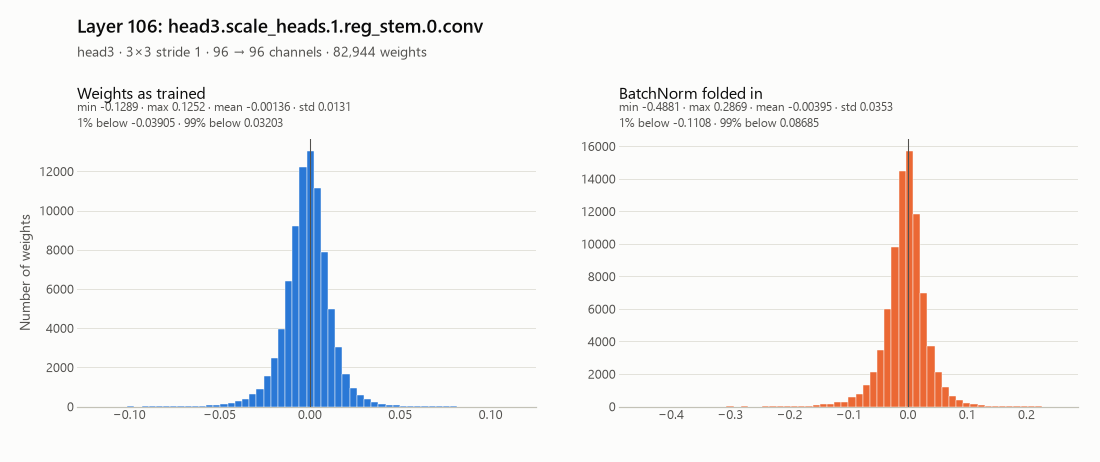 Layer 106: head3.scale_heads.1.reg_stem.0.conv
head3 · 3×3 stride 1 · 96 → 96 channels · 82,944 weights
Weights as trained
min -0.1289 · max 0.1252 · mean -0.00136 · std 0.0131
1% below -0.03905 · 99% below 0.03203
Number of weights
12000
10000
8000
6000
4000
2000
0
−0.10 −0.05 0.00 0.05 0.10
BatchNorm folded in
min -0.4881 · max 0.2869 · mean -0.00395 · std 0.0353
1% below -0.1108 · 99% below 0.08685
16000
14000
12000
10000
8000
6000
4000
2000
0
−0.4 −0.3 −0.2 −0.1 0.0 0.1 0.2